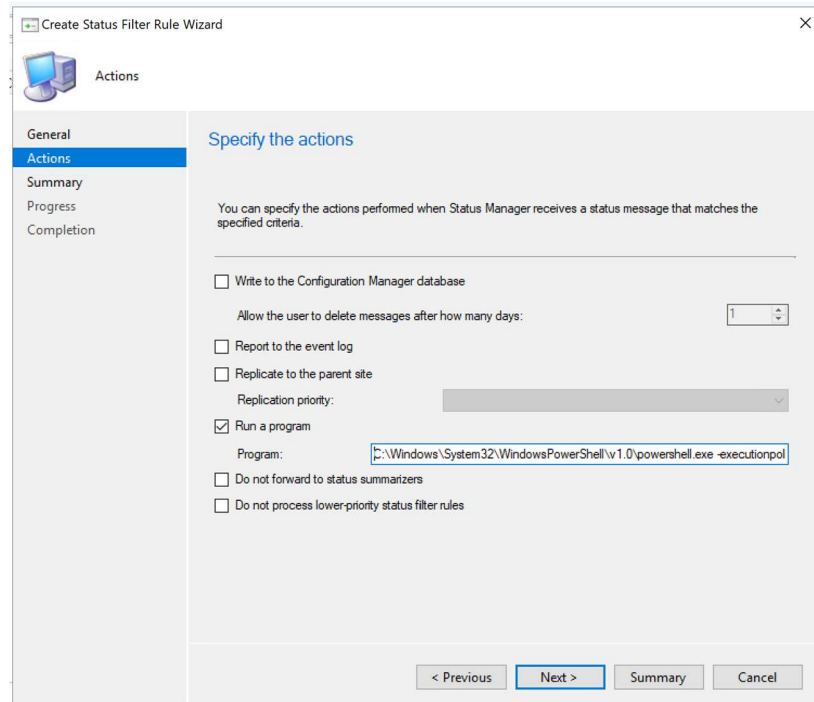 Create Status Filter Rule Wizard
Actions
General
Actions
Summary
Progress
Completion
Specify the actions
You can specify the actions performed when Status Manager receives a status message that matches the
specified criteria.
Write to the Configuration Manager database
Allow the user to delete messages after how many days: 1
Report to the event log
Replicate to the parent site
Replication priority:
Run a program
Program: C:\Windows\System32\WindowsPowerShell\v1.0\powershell.exe -executionpol
Do not forward to status summarizers
Do not process lower-priority status filter rules
< Previous Next > Summary Cancel